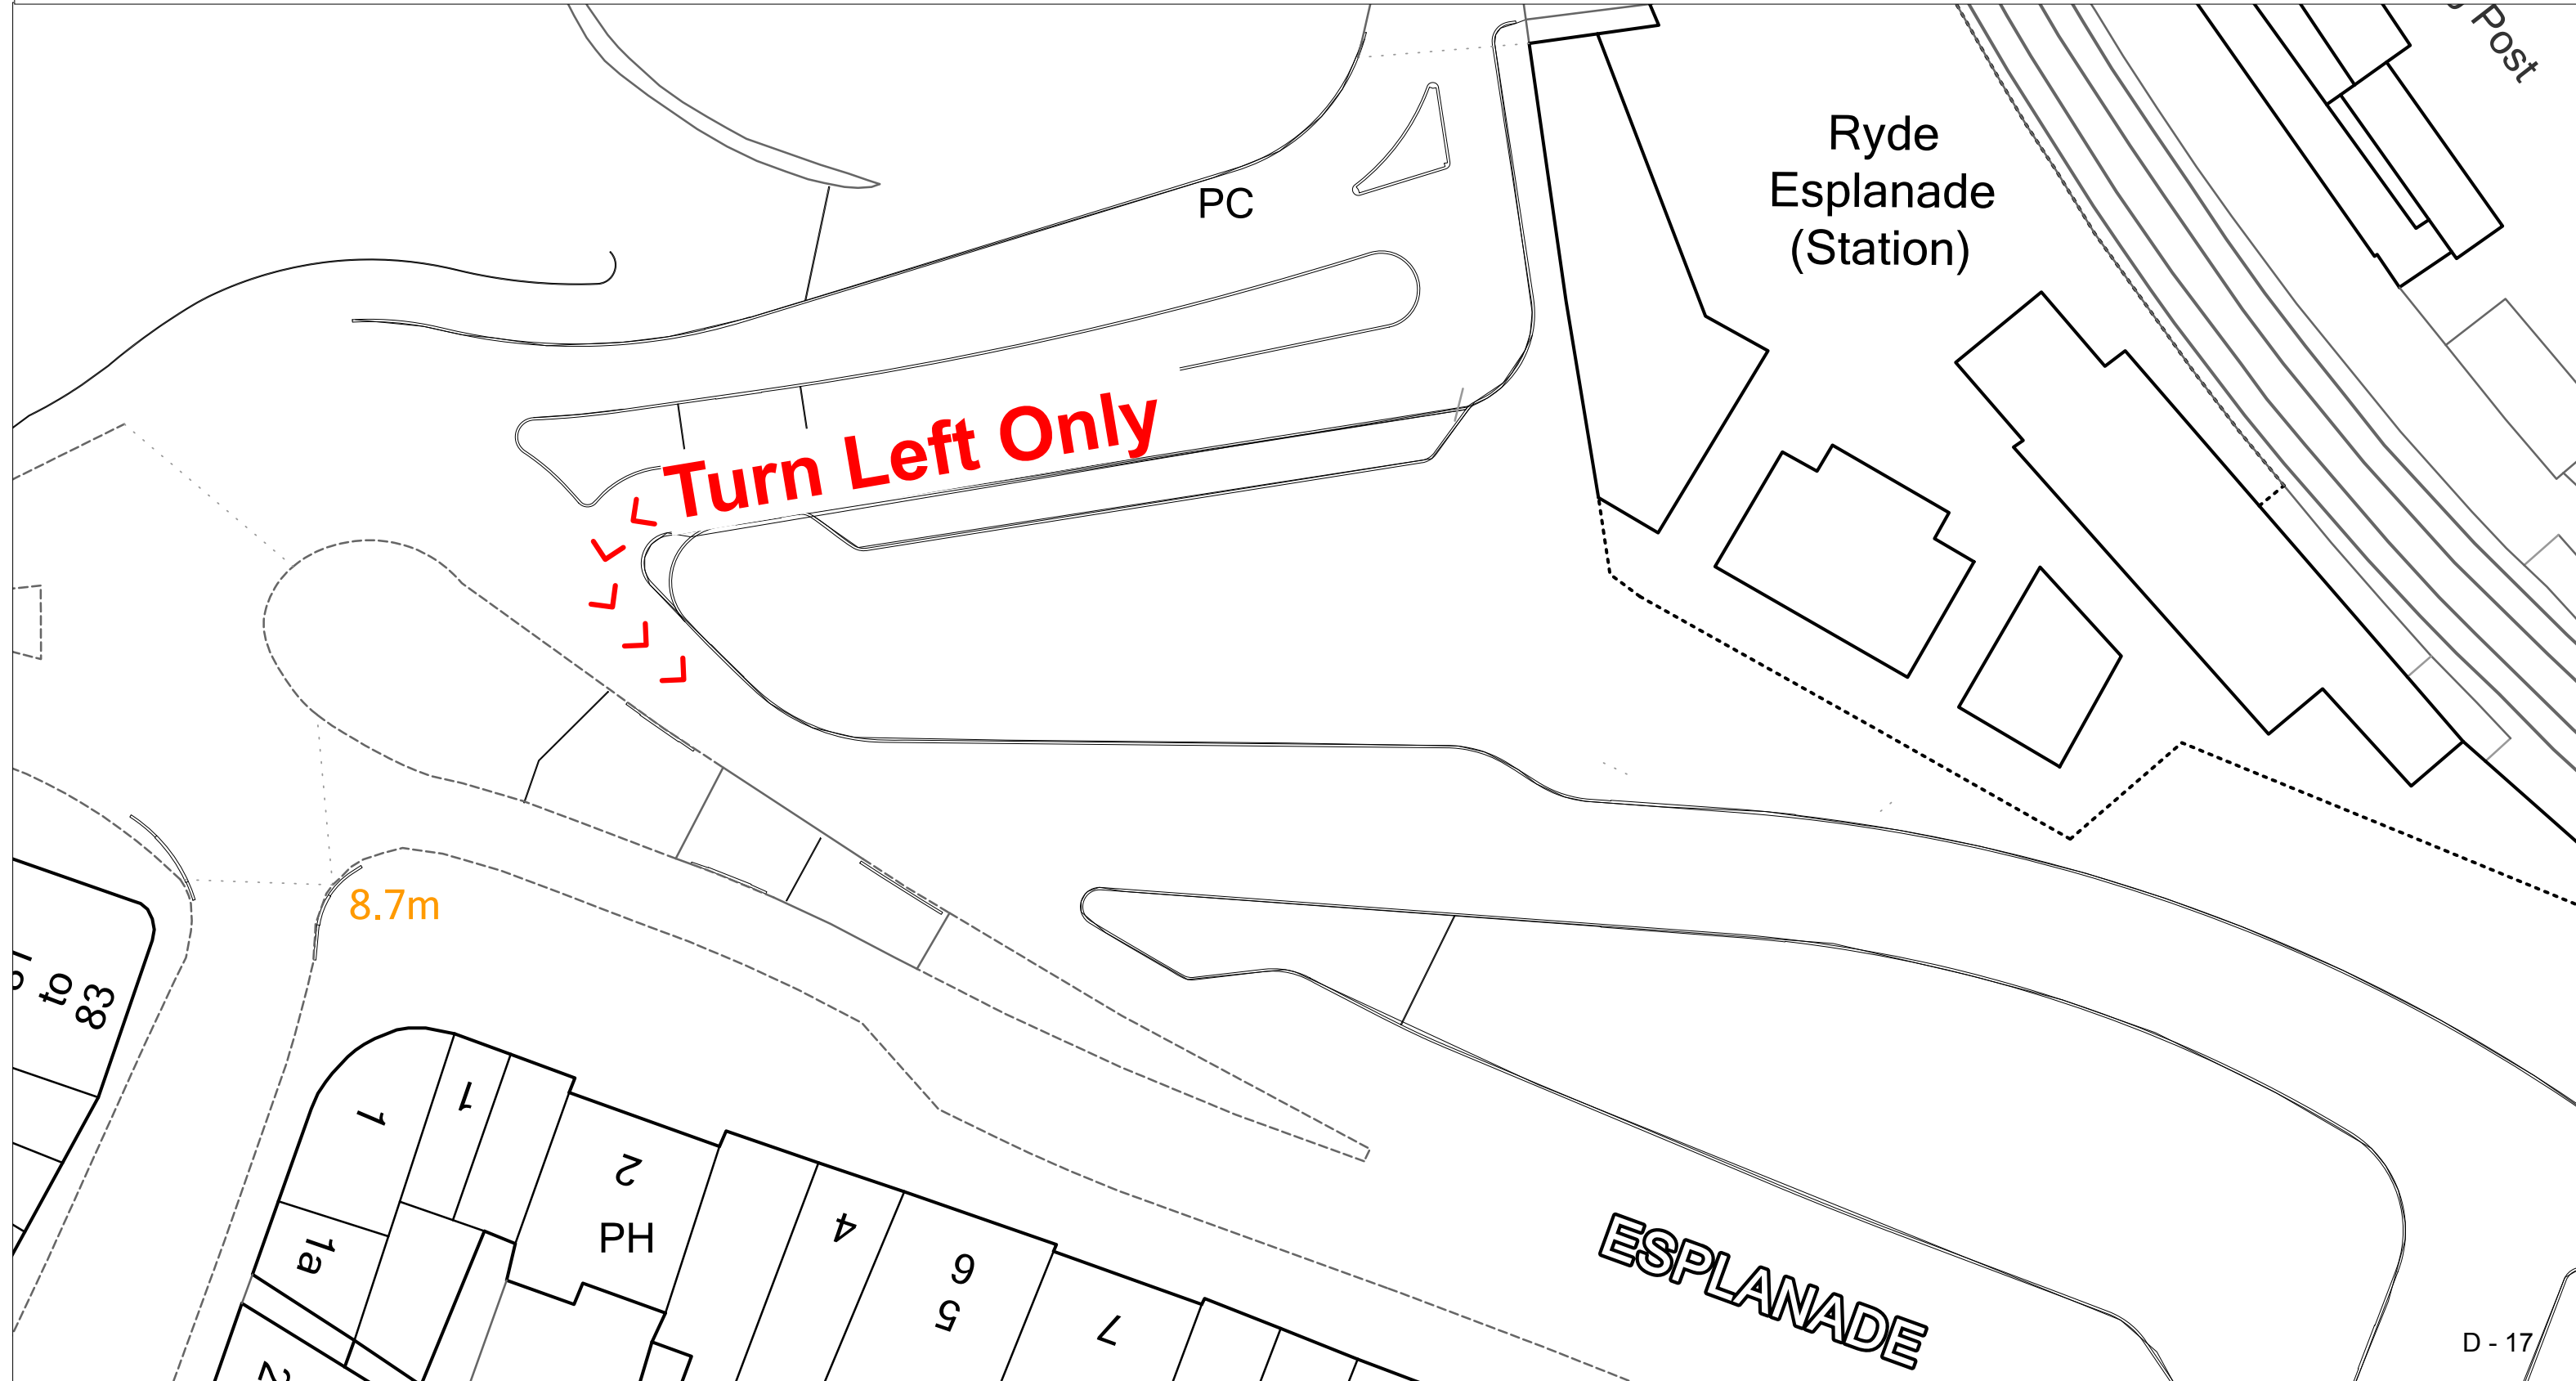 Post
Ryde
Esplanade
(Station)
PC
Turn Left Only
8.7m
to
83
1
1
2
PH
1a
4
6
5
7
2
ESPLANADE
D - 17